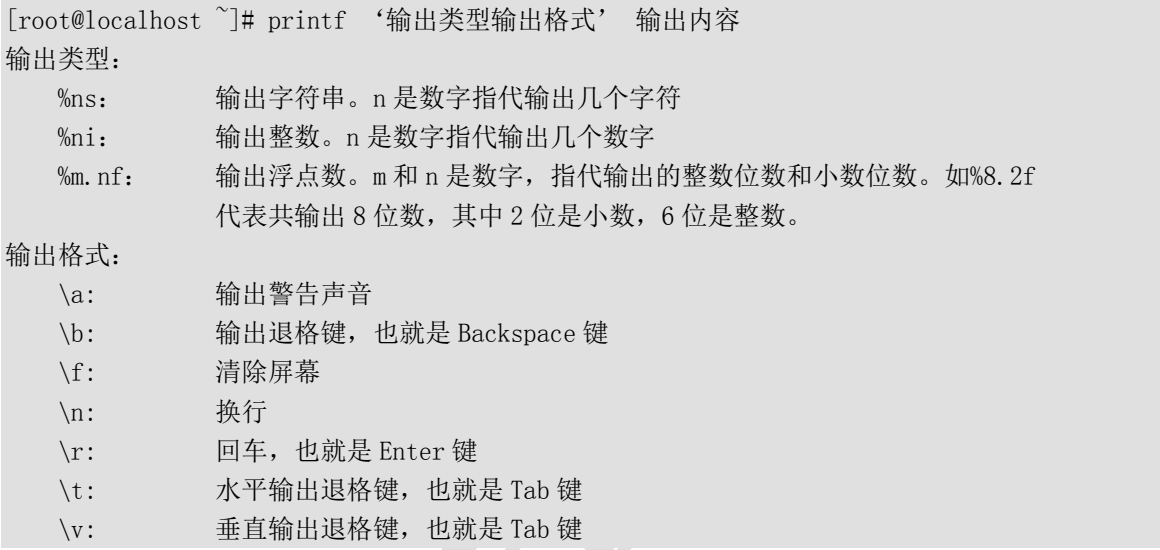 [root@localhost ~]# printf ‘输出类型输出格式’ 输出内容
输出类型：
%ns： 输出字符串。n 是数字指代输出几个字符
%ni： 输出整数。n 是数字指代输出几个数字
%m.nf： 输出浮点数。m 和 n 是数字，指代输出的整数位数和小数位数。如%8.2f
代表共输出 8 位数，其中 2 位是小数，6 位是整数。
输出格式：
\a: 输出警告声音
\b: 输出退格键，也就是 Backspace 键
\f: 清除屏幕
\n: 换行
\r: 回车，也就是 Enter 键
\t: 水平输出退格键，也就是 Tab 键
\v: 垂直输出退格键，也就是 Tab 键